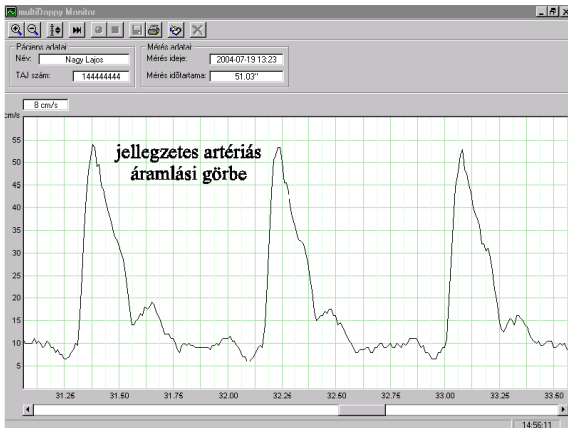 multiDoppy Monitor
Páciens adatai
Név: Nagy Lajos
TAJ szám: 144444444
Mérés adatai
Mérés ideje: 2004-07-19 13:23
Mérés idõtartama: 51.03"
8 cm/s
cm/s
jellegzetes artériás
áramlási görbe
55
50
45
40
35
30
25
20
15
10
5
31.25 31.50 31.75 32.00 32.25 32.50 32.75 33.00 33.25 33.50
14:56:11